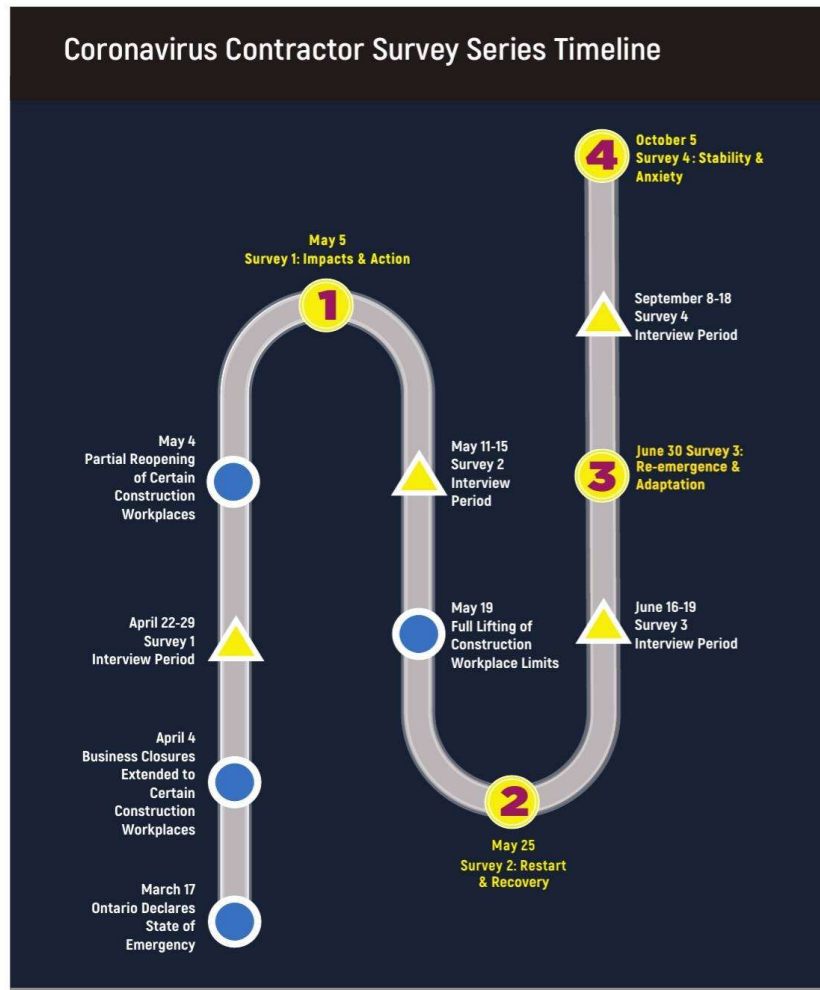 Coronavirus Contractor Survey Series Timeline
4
October 5
Survey 4: Stability &
Anxiety
May 5
Survey 1: Impacts & Action
1
September 8-18
Survey 4
Interview Period
May 4
Partial Reopening
of Certain
Construction
Workplaces
May 11-15
Survey 2
Interview
Period
3
June 30 Survey 3:
Re-emergence &
Adaptation
April 22-29
Survey 1
Interview Period
May 19
Full Lifting of
Construction
Workplace Limits
June 16-19
Survey 3
Interview Period
April 4
Business Closures
Extended to
Certain
Construction
Workplaces
2
May 25
Survey 2: Restart
& Recovery
March 17
Ontario Declares
State of
Emergency